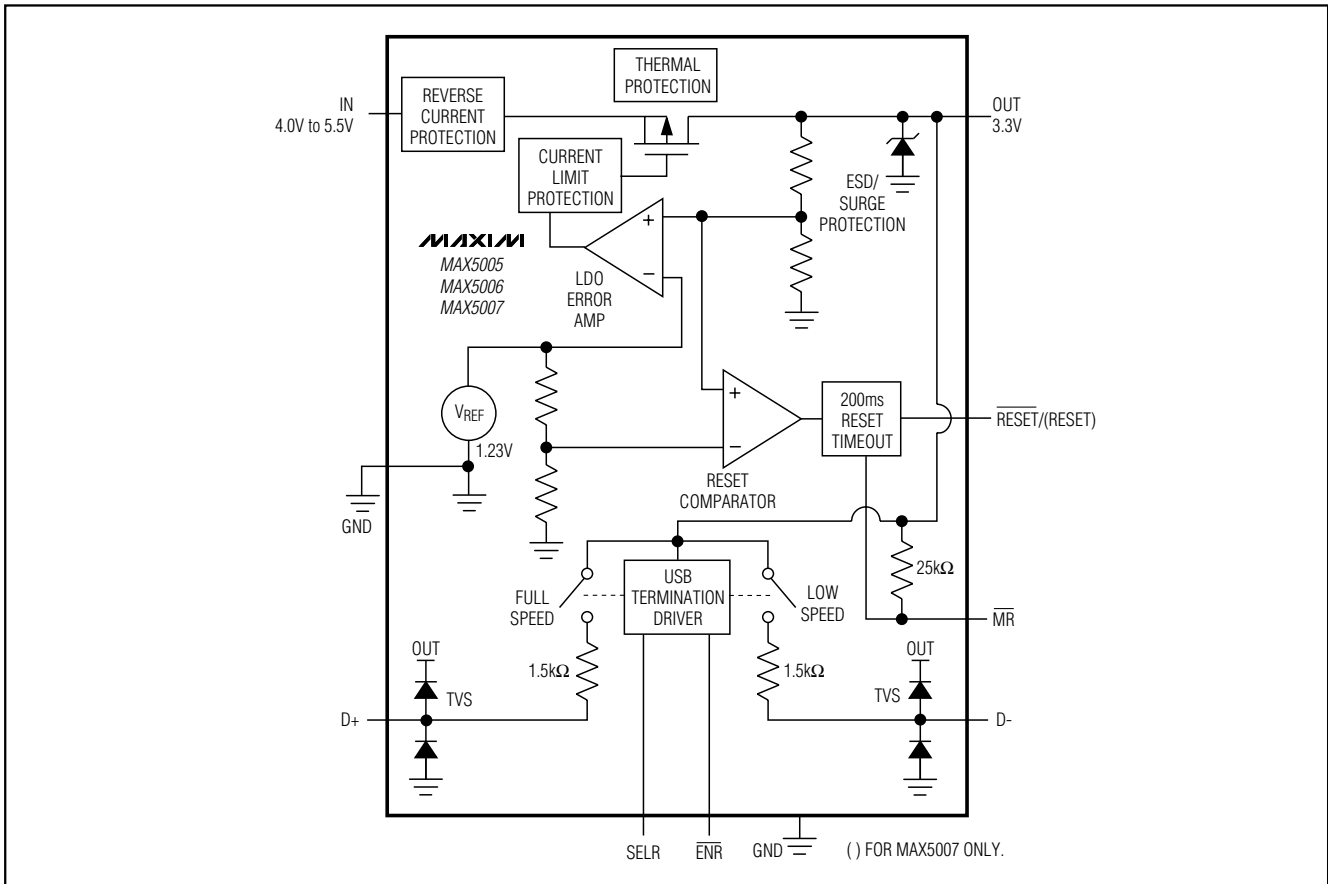 THERMAL
PROTECTION
IN
4.0V to 5.5V
REVERSE
CURRENT
PROTECTION
OUT
3.3V
CURRENT
LIMIT
PROTECTION
ESD/
SURGE
PROTECTION
+
−
MAXIM
MAX5005
MAX5006
MAX5007
LDO
ERROR
AMP
VREF
1.23V
GND
+
−
RESET
COMPARATOR
200ms
RESET
TIMEOUT
R̅E̅S̅E̅T̅/(RESET)
25kΩ
M̅R̅
FULL
SPEED
USB
TERMINATION
DRIVER
LOW
SPEED
1.5kΩ
1.5kΩ
OUT
TVS
D+
OUT
TVS
D-
SELR
E̅N̅R̅
GND
( ) FOR MAX5007 ONLY.